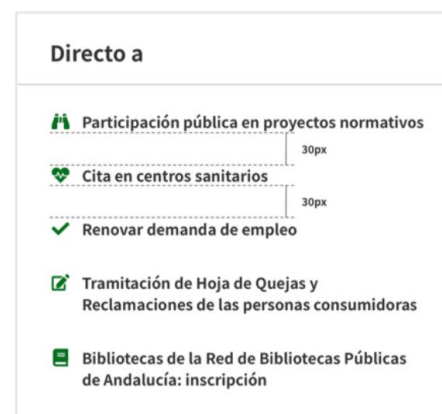 Directo a
Participación pública en proyectos normativos
30px
Cita en centros sanitarios
30px
Renovar demanda de empleo
Tramitación de Hoja de Quejas y
Reclamaciones de las personas consumidoras
Bibliotecas de la Red de Bibliotecas Públicas
de Andalucía: inscripción